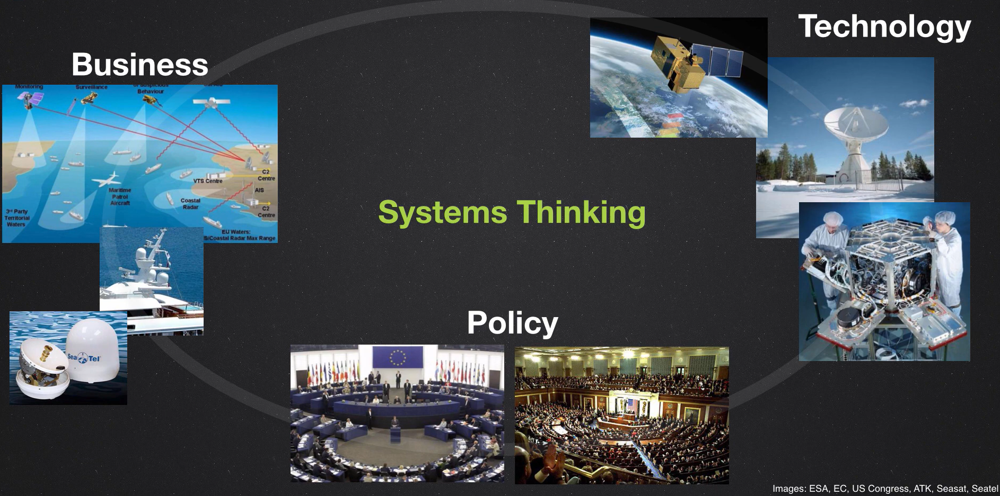 Technology
Business
Monitoring
Surveillance
Behaviour
C2
Centre
VTS Centre
Maritime
Patrol
Aircraft
AIS
Coastal
Radar
C2
Centre
3rd Party
Territorial
Waters
EU Waters:
/Coastal Radar Max Range
Systems Thinking
Sea Tel
Policy
Images: ESA, EC, US Congress, ATK, Seasat, Seatel